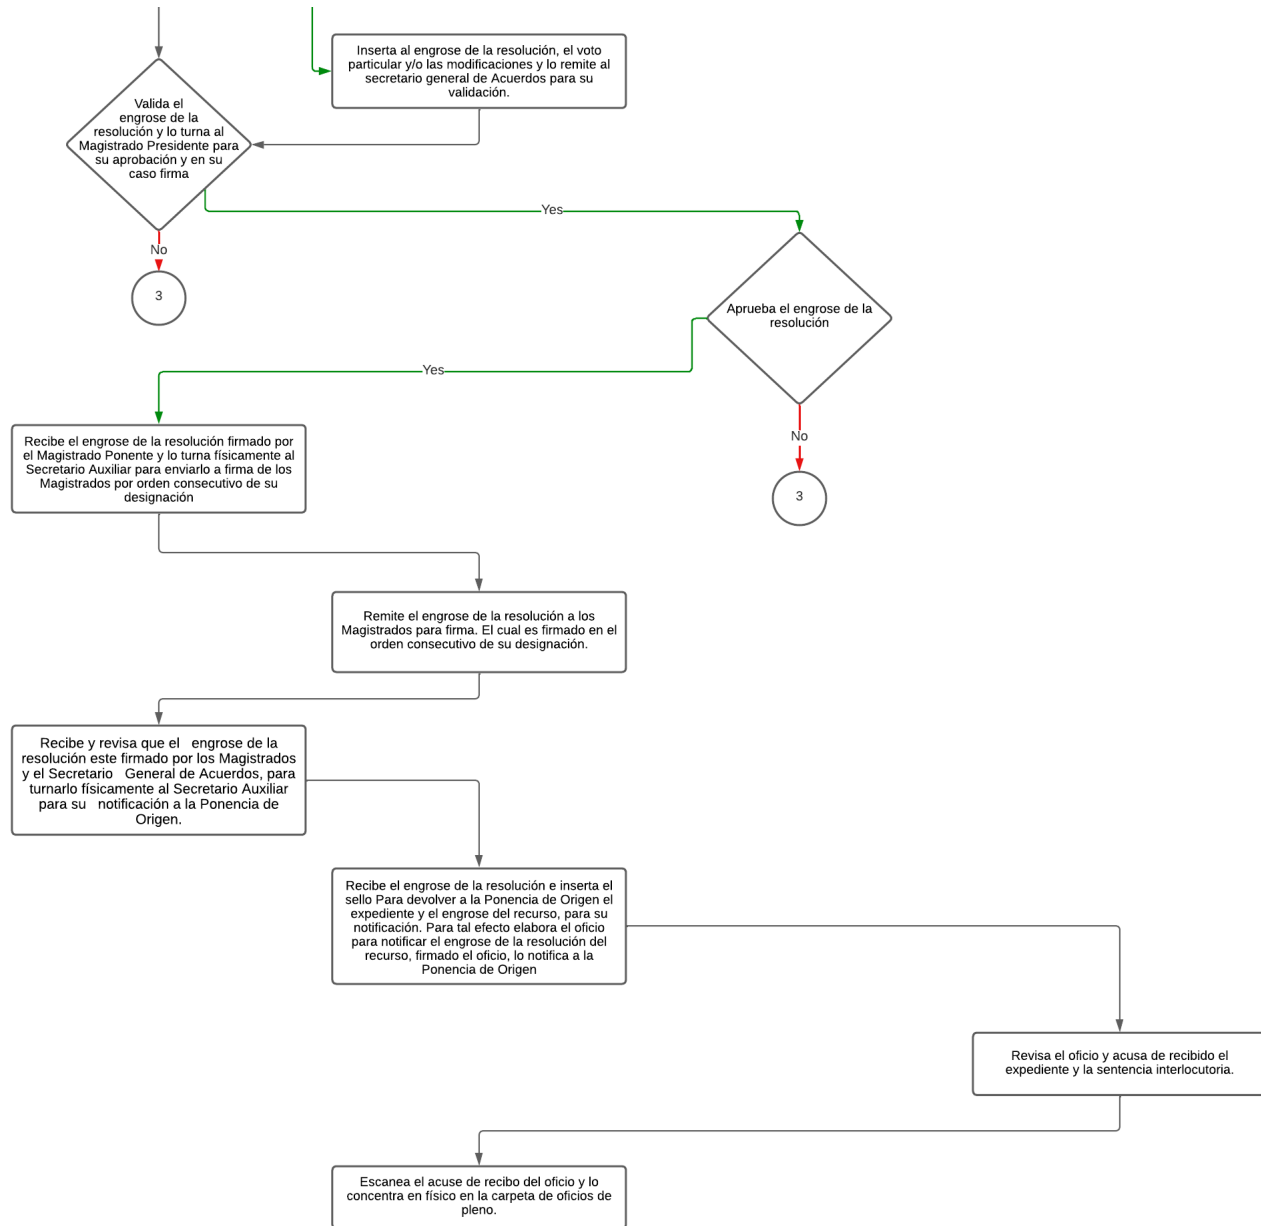 Inserta al engrose de la resolución, el voto
particular y/o las modificaciones y lo remite al
secretario general de Acuerdos para su
validación.
Valida el
engrose de la
resolución y lo turna al
Magistrado Presidente para
su aprobación y en su
caso firma
Yes
No
3
Aprueba el engrose de la
resolución
Yes
No
3
Recibe el engrose de la resolución firmado por
el Magistrado Ponente y lo turna físicamente al
Secretario Auxiliar para enviarlo a firma de los
Magistrados por orden consecutivo de su
designación
Remite el engrose de la resolución a los
Magistrados para firma. El cual es firmado en el
orden consecutivo de su designación.
Recibe y revisa que el engrose de la
resolución este firmado por los Magistrados
y el Secretario General de Acuerdos, para
turnarlo físicamente al Secretario Auxiliar
para su notificación a la Ponencia de
Origen.
Recibe el engrose de la resolución e inserta el
sello Para devolver a la Ponencia de Origen el
expediente y el engrose del recurso, para su
notificación. Para tal efecto elabora el oficio
para notificar el engrose de la resolución del
recurso, firmado el oficio, lo notifica a la
Ponencia de Origen
Revisa el oficio y acusa de recibido el
expediente y la sentencia interlocutoria.
Escanea el acuse de recibo del oficio y lo
concentra en físico en la carpeta de oficios de
pleno.